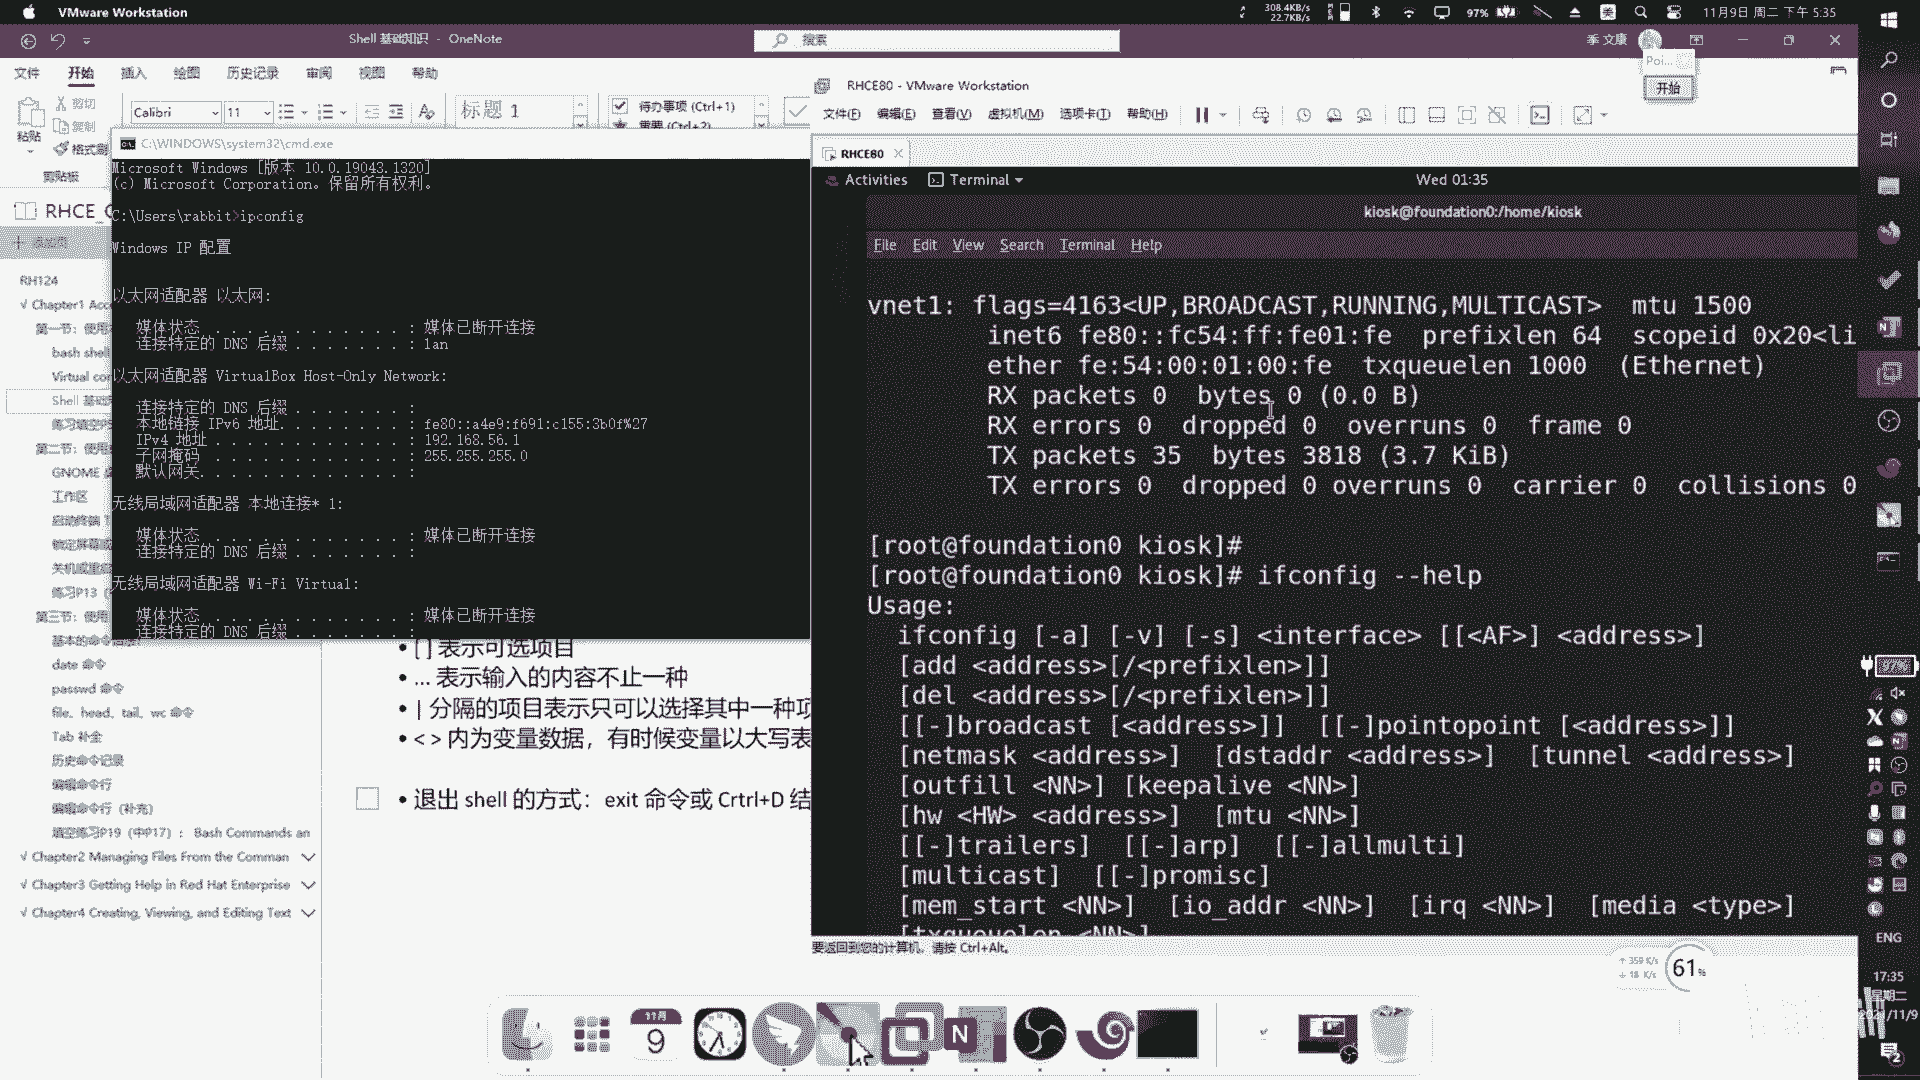 VMware Workstation
308.4KB/s
22.7KB/s
97%
美
11月9日 周二 下午 5:35
Shell 基础知识 - OneNote
搜索
季 文康
文件 开始 插入 绘图 历史记录 审阅 视图 帮助
Poi...
开始
剪切
复制
粘贴
格式刷
剪贴板
Calibri 11
标题 1
待办事项 (Ctrl+1)
重要 (Ctrl+2)
RHCE80 - VMware Workstation
文件(F) 编辑(E) 查看(V) 虚拟机(M) 选项卡(T) 帮助(H)
RHCE80
Activities Terminal
Wed 01:35
kiosk@foundation0:/home/kiosk
File Edit View Search Terminal Help
C:\WINDOWS\system32\cmd.exe
Microsoft Windows [版本 10.0.19043.1320]
(c) Microsoft Corporation。保留所有权利。
C:\Users\rabbit>ipconfig
Windows IP 配置
以太网适配器 以太网:
媒体状态 . . . . . . . . . . . . : 媒体已断开连接
连接特定的 DNS 后缀 . . . . . . . : lan
以太网适配器 VirtualBox Host-Only Network:
连接特定的 DNS 后缀 . . . . . . . :
本地链接 IPv6 地址. . . . . . . . : fe80::a4e9:f691:c155:3b0f%27
IPv4 地址 . . . . . . . . . . . . : 192.168.56.1
子网掩码 . . . . . . . . . . . . : 255.255.255.0
默认网关. . . . . . . . . . . . . :
无线局域网适配器 本地连接* 1:
媒体状态 . . . . . . . . . . . . : 媒体已断开连接
连接特定的 DNS 后缀 . . . . . . . :
无线局域网适配器 Wi-Fi Virtual:
媒体状态 . . . . . . . . . . . . : 媒体已断开连接
连接特定的 DNS 后缀 . . . . . . . :
vnet1: flags=4163<UP,BROADCAST,RUNNING,MULTICAST> mtu 1500
inet6 fe80::fc54:ff:fe01:fe prefixlen 64 scopeid 0x20<li
ether fe:54:00:01:00:fe txqueuelen 1000 (Ethernet)
RX packets 0 bytes 0 (0.0 B)
RX errors 0 dropped 0 overruns 0 frame 0
TX packets 35 bytes 3818 (3.7 KiB)
TX errors 0 dropped 0 overruns 0 carrier 0 collisions 0
[root@foundation0 kiosk]#
[root@foundation0 kiosk]# ifconfig --help
Usage:
ifconfig [-a] [-v] [-s] <interface> [[<AF>] <address>]
[add <address>[/<prefixlen>]]
[del <address>[/<prefixlen>]]
[[-]broadcast [<address>]] [[-]pointopoint [<address>]]
[netmask <address>] [dstaddr <address>] [tunnel <address>]
[outfill <NN>] [keepalive <NN>]
[hw <HW> <address>] [mtu <NN>]
[[-]trailers] [[-]arp] [[-]allmulti]
[multicast] [[-]promisc]
[mem_start <NN>] [io_addr <NN>] [irq <NN>] [media <type>]
[txqueuelen <NN>]
要返回到您的计算机，请按 Ctrl+Alt。
RHCE_
RH124
√ Chapter1 Acc
第一节：使用
bash shell
Virtual con
Shell 基础知
第二节：使用
GNOME
工作区
启动终端 T
锁定屏幕或
关机或重启
练习P13
第三节：使用
基本的命令
date 命令
passwd 命令
file、head、tail、wc 命令
Tab 补全
历史命令记录
编辑命令行
编辑命令行（补充）
填空练习P19（中P17）： Bash Commands an
√ Chapter2 Managing Files From the Comman
√ Chapter3 Getting Help in Red Hat Enterprise
√ Chapter4 Creating, Viewing, and Editing Text
• [ ] 表示可选项目
• ... 表示输入的内容不止一种
• | 分隔的项目表示只可以选择其中一种项
• < > 内为变量数据，有时候变量以大写表
• 退出 shell 的方式：exit 命令或 Crtrl+D 结
11月
9
N
359 K/s
18 K/s
61%
97%
ENG
17:35
星期二
2021/11/9
2